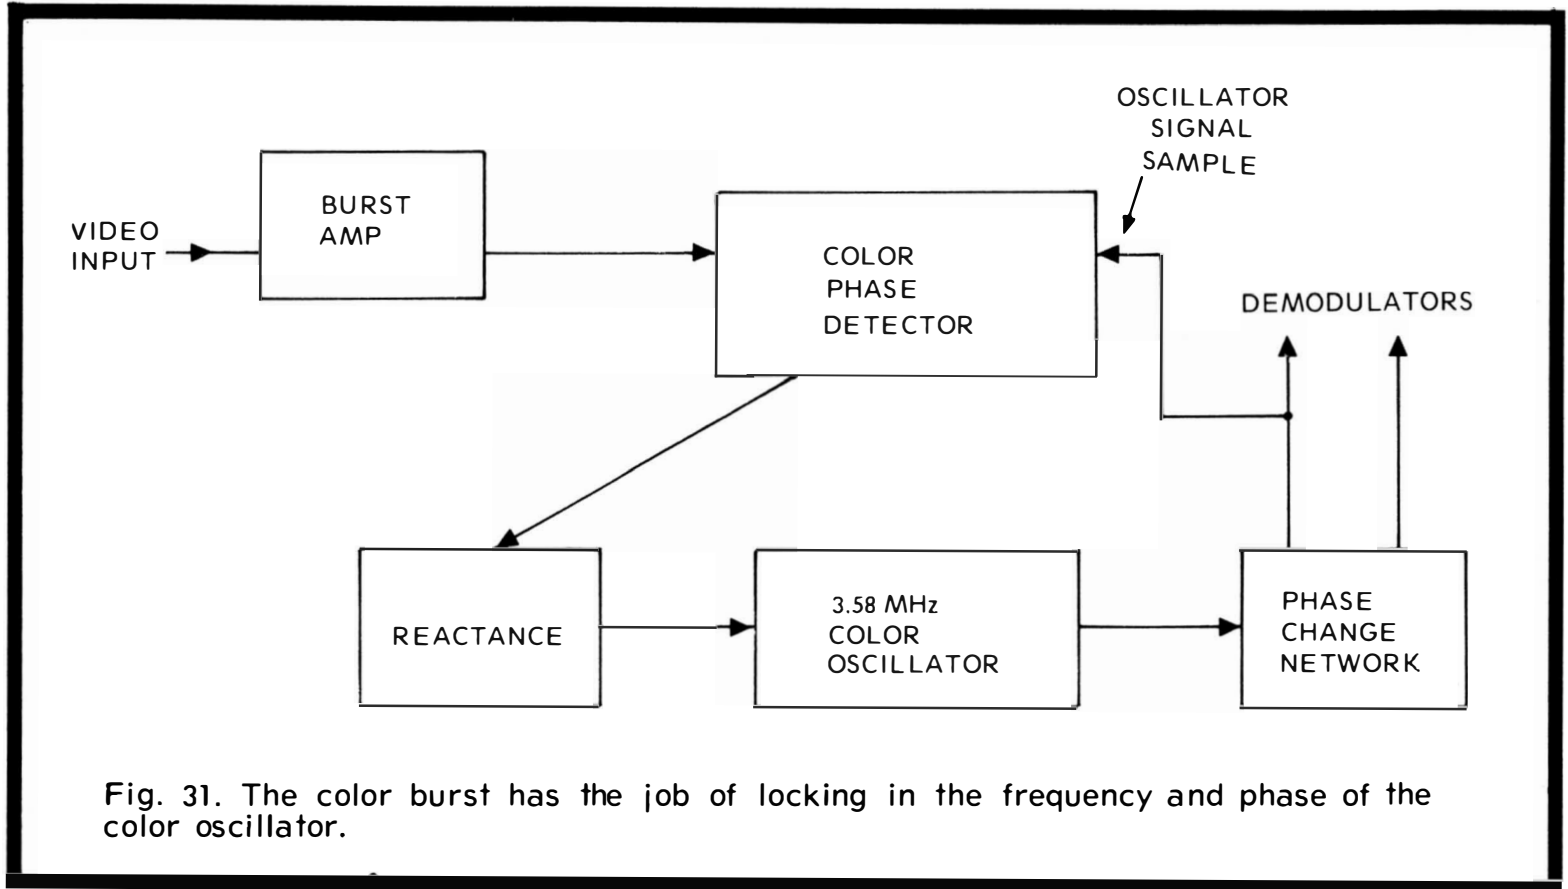 OSCILLATOR
SIGNAL
SAMPLE
BURST
AMP
VIDEO
INPUT
COLOR
PHASE
DETECTOR
DEMODULATORS
REACTANCE
3.58 MHz
COLOR
OSCILLATOR
PHASE
CHANGE
NETWORK
Fig. 31. The color burst has the job of locking in the frequency and phase of the
color oscillator.